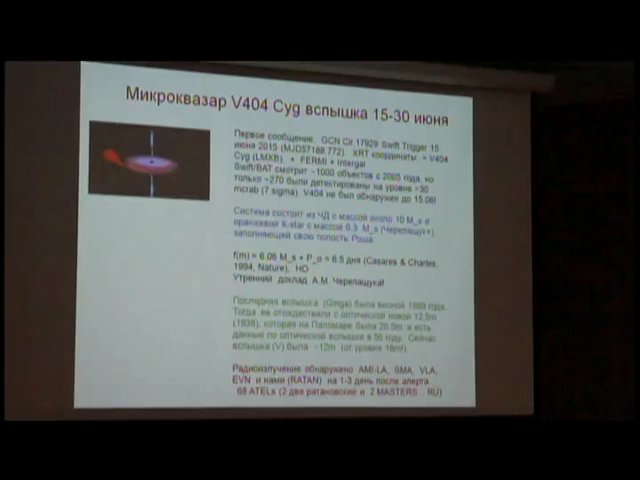 Микроквазар V404 Cyg вспышка 15-30 июня
Первое сообщение: GCN Cir.17929 Swift Trigger 15
июня 2015 (MJD57188.772). XRT координаты = V404
Cyg (LMXB) + FERMI + Integal
Swift/BAT смотрит ~1000 объектов с 2005 года, но
только ~270 были детектированы на уровне ~30
mcrab (7 sigma). V404 не был обнаружен до 15.06!
Система состоит из ЧД с массой около 10 M_s и
оранжевой K-star с массой 0.3 M_s (Черепащук+),
заполняющей свою полость Роша
f(m) = 6.06 M_s + P_o = 6.5 дня (Casares & Charles,
1994, Nature), НО
Утренний доклад А.М. Черепащука!
Последняя вспышка (Ginga) была весной 1989 года.
Тогда ее отождествили с оптической новой 12.5m
(1938), которая на Паломаре была 20.5m и есть
данные по оптической вспышке в 56 году. Сейчас
вспышка (V) была ~12m (от уровня 18m!)
Радиоизлучение обнаружено AMI-LA, SMA, VLA,
EVN и нами (RATAN) на 1-3 день после алерта.
68 ATELs (2 две ратановские и 2 MASTERS RU)